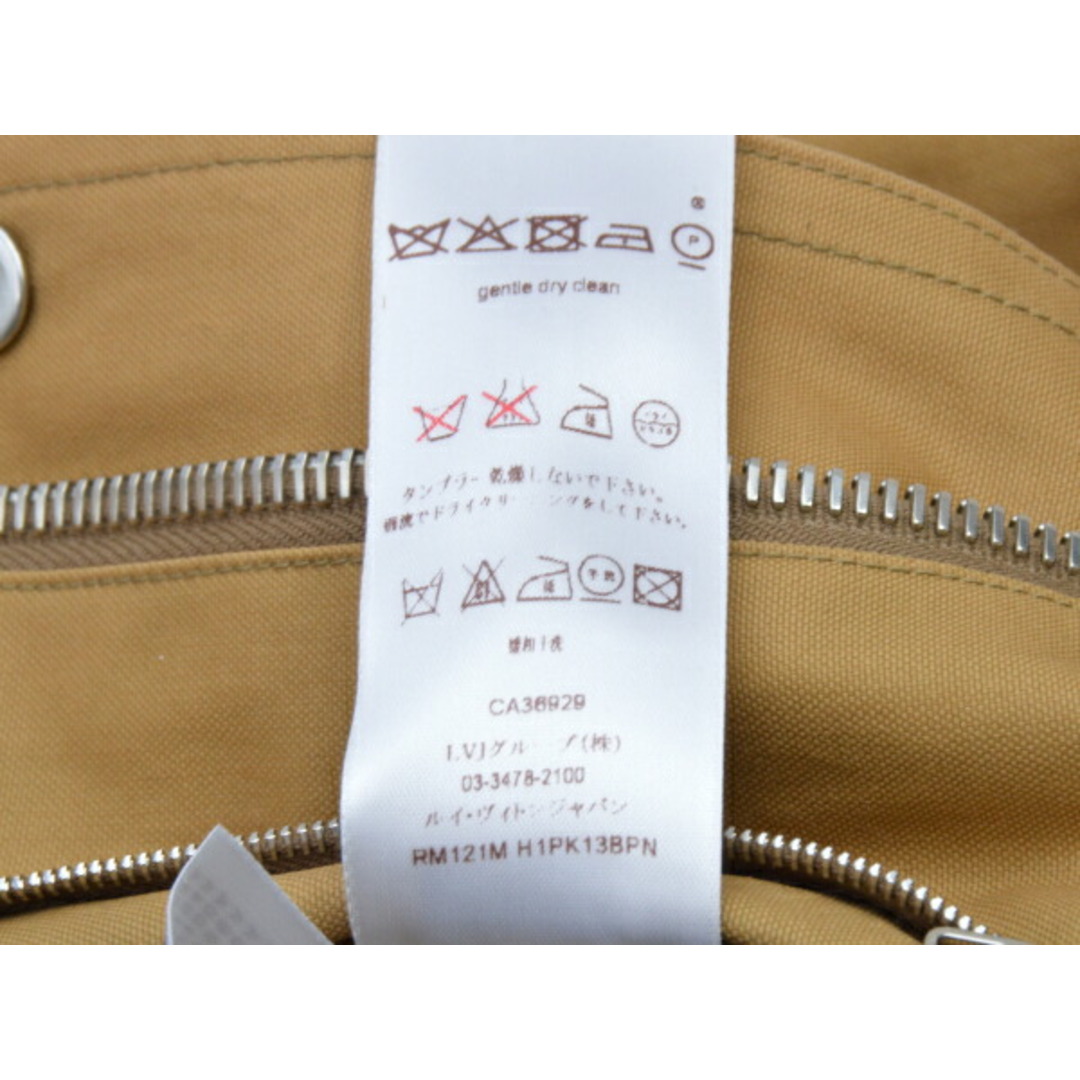 ®
P
gentle dry clean
タンブラー乾燥しないで下さい。
弱流でドライクリーニングをして下さい。
CA36929
LVJグループ(株)
03-3478-2100
ルイ・ヴィトンジャパン
RM121M H1PK13BPN